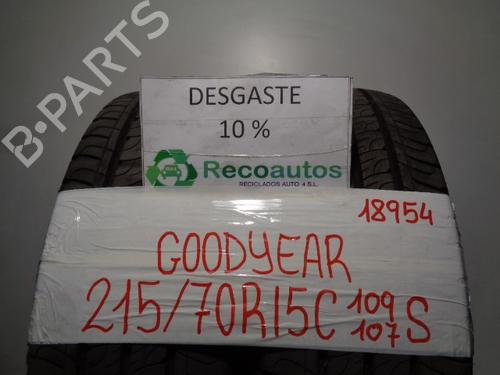 B-PARTS
DESGASTE
10 %
Recoautos
RECICLADOS AUTO 4 S.L.
18954
GOODYEAR
215/70R15C 109/107 S